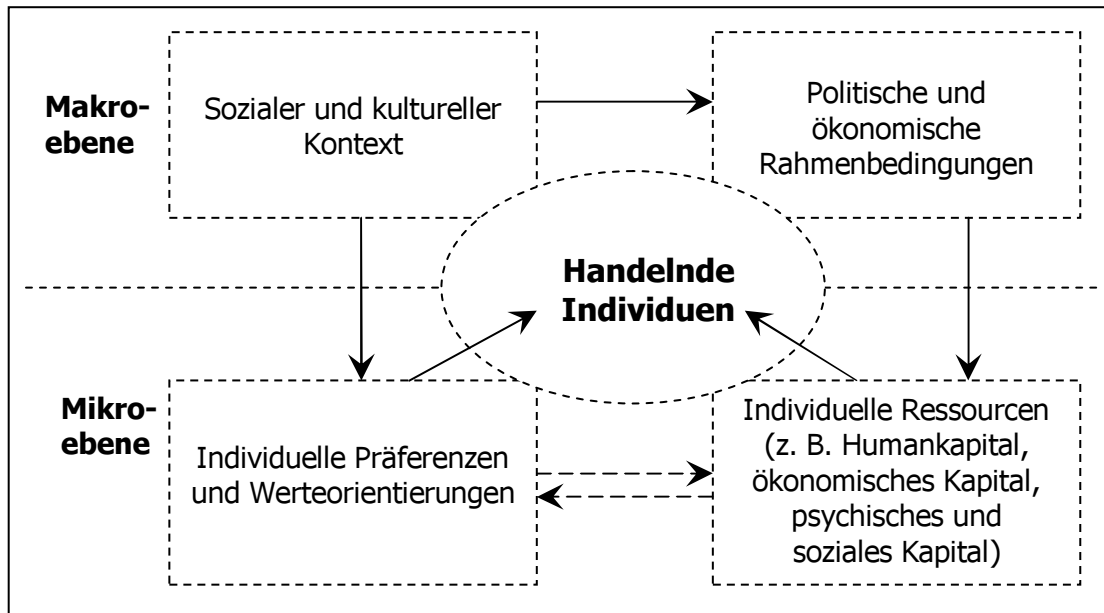 Makro-
ebene
Sozialer und kultureller
Kontext
Politische und
ökonomische
Rahmenbedingungen
Handelnde
Individuen
Mikro-
ebene
Individuelle Präferenzen
und Werteorientierungen
Individuelle Ressourcen
(z. B. Humankapital,
ökonomisches Kapital,
psychisches und
soziales Kapital)